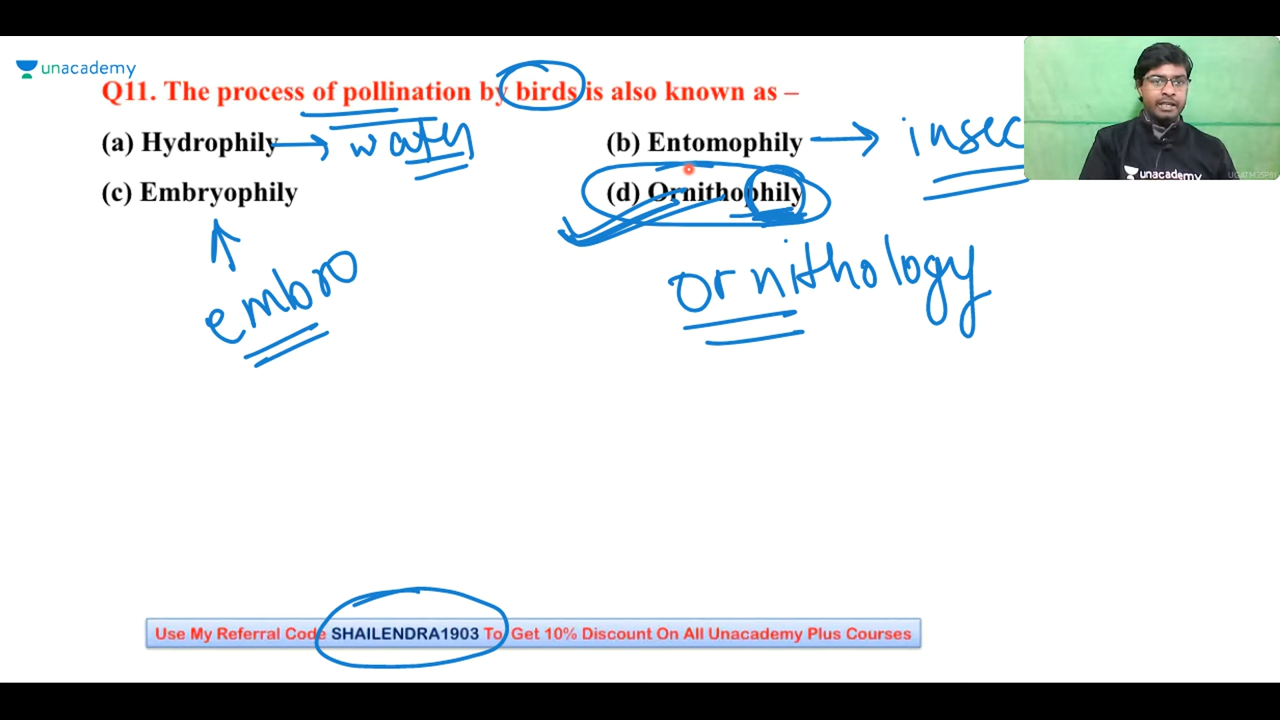 unacademy
Q11. The process of pollination by birds is also known as –
(a) Hydrophily → water
(b) Entomophily → insec
(c) Embryophily
(d) Ornithophily
embro
ornithology
unacademy
Use My Referral Code SHAILENDRA1903 To Get 10% Discount On All Unacademy Plus Courses